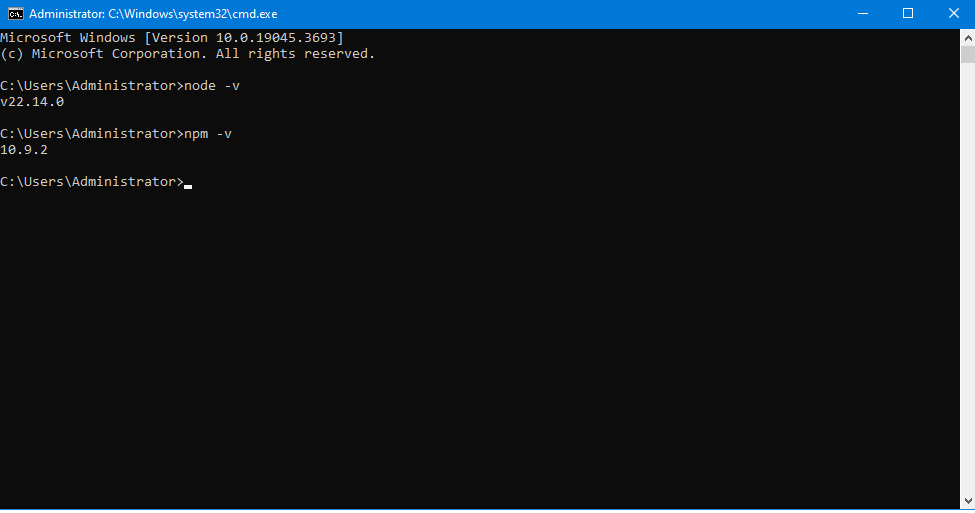 Administrator: C:\Windows\system32\cmd.exe
Microsoft Windows [Version 10.0.19045.3693]
(c) Microsoft Corporation. All rights reserved.
C:\Users\Administrator>node -v
v22.14.0
C:\Users\Administrator>npm -v
10.9.2
C:\Users\Administrator>